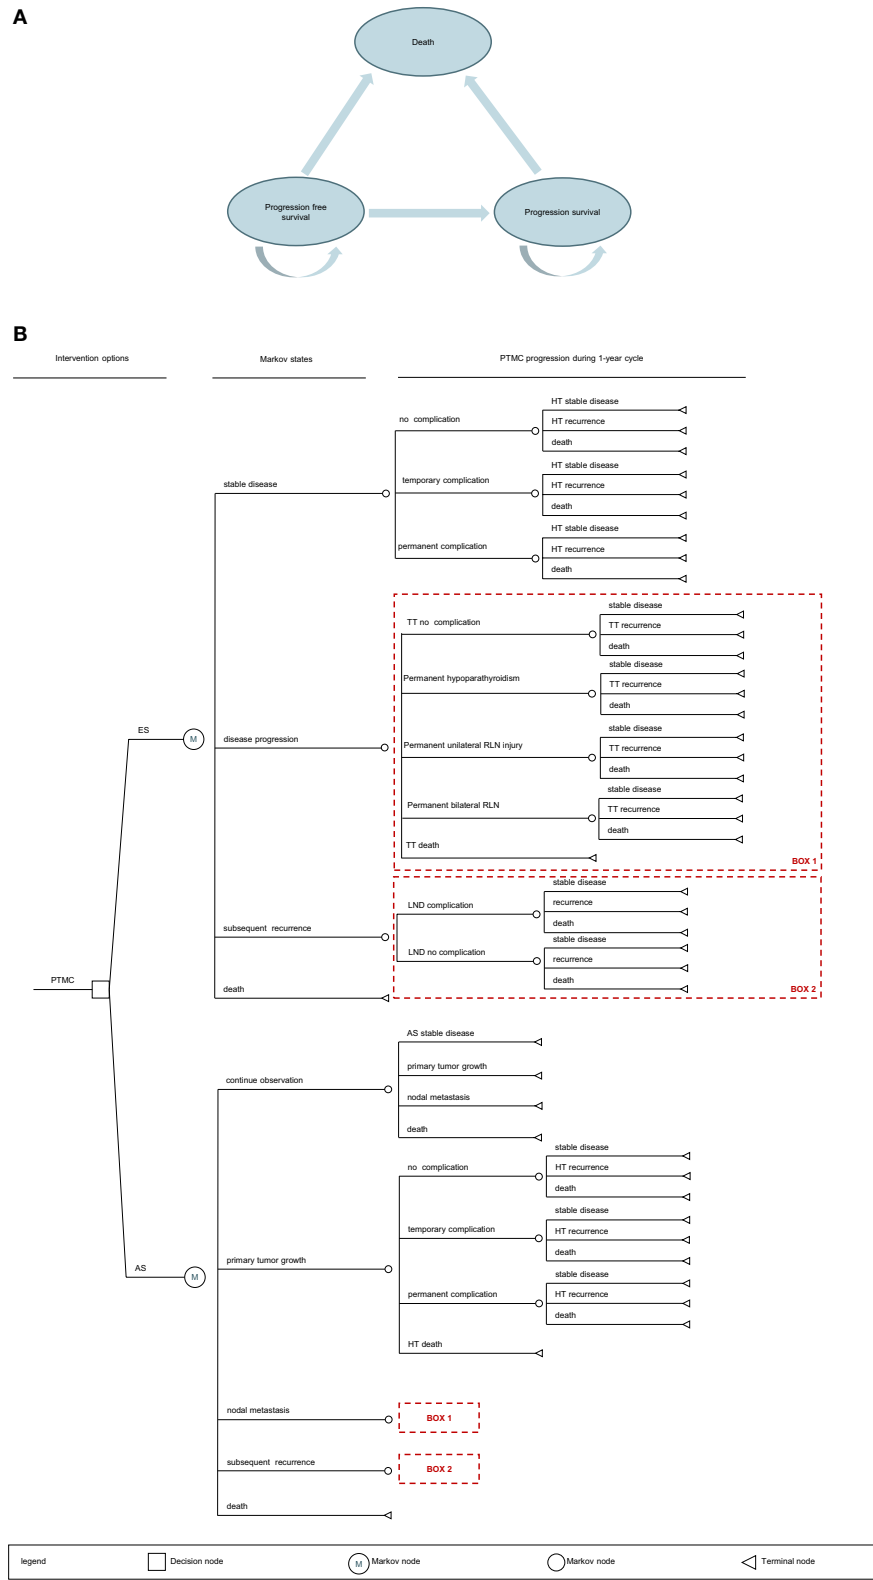 A
Death
Progression free
survival
Progression survival
B
Intervention options
Markov states
PTMC progression during 1-year cycle
PTMC
ES
M
stable disease
no complication
HT stable disease
HT recurrence
death
temporary complication
HT stable disease
HT recurrence
death
permanent complication
HT stable disease
HT recurrence
death
disease progression
TT no complication
stable disease
TT recurrence
death
Permanent hypoparathyroidism
stable disease
TT recurrence
death
Permanent unilateral RLN injury
stable disease
TT recurrence
death
Permanent bilateral RLN
stable disease
TT recurrence
death
TT death
BOX 1
subsequent recurrence
LND complication
stable disease
recurrence
death
LND no complication
stable disease
recurrence
death
BOX 2
death
AS
M
continue observation
AS stable disease
primary tumor growth
nodal metastasis
death
primary tumor growth
no complication
stable disease
HT recurrence
death
temporary complication
stable disease
HT recurrence
death
permanent complication
stable disease
HT recurrence
death
HT death
nodal metastasis
BOX 1
subsequent recurrence
BOX 2
death
legend
Decision node
M
Markov node
Markov node
Terminal node